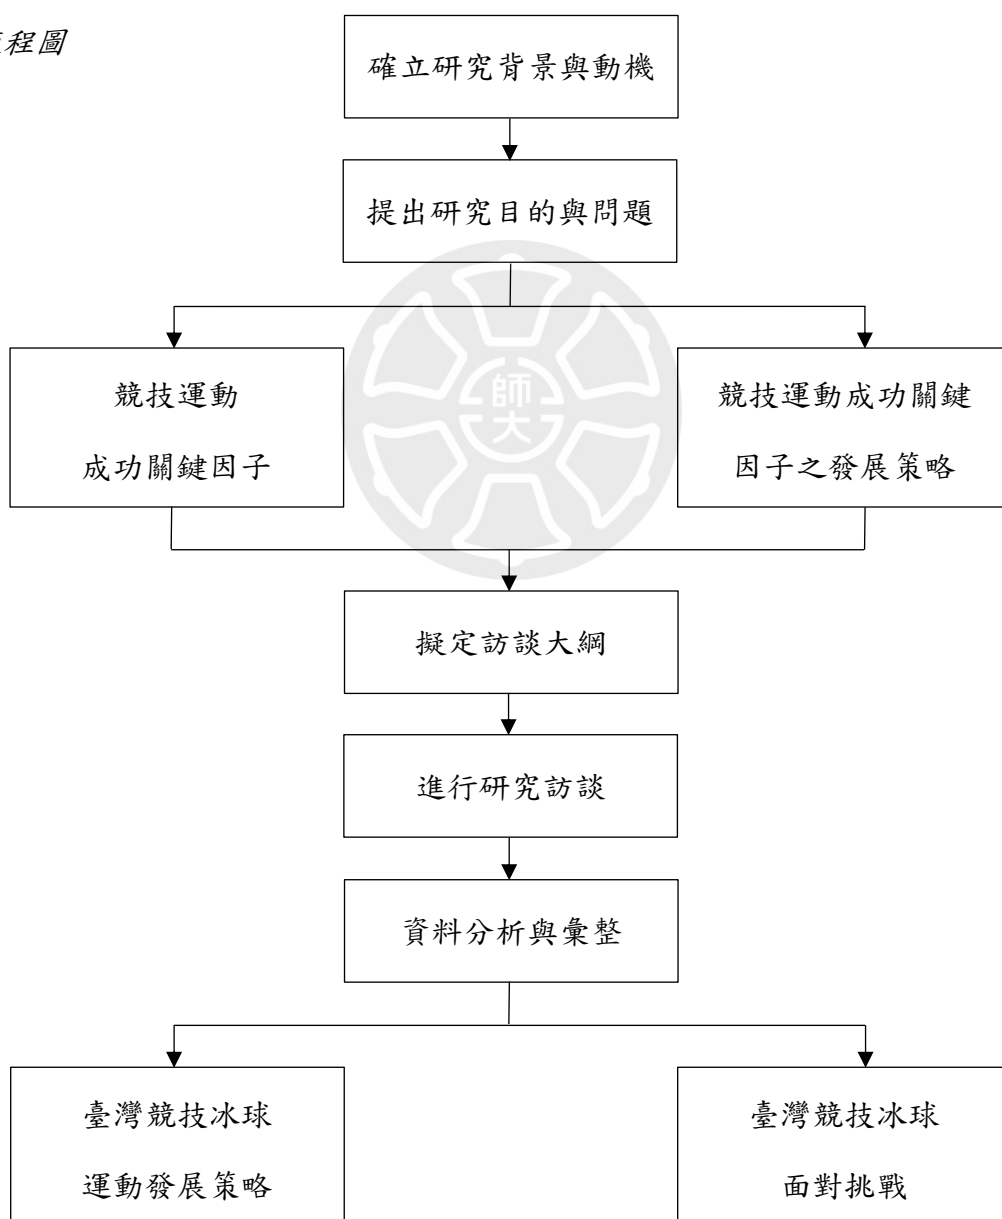 程圖
確立研究背景與動機
提出研究目的與問題
師大
競技運動
成功關鍵因子
競技運動成功關鍵
因子之發展策略
擬定訪談大綱
進行研究訪談
資料分析與彙整
臺灣競技冰球
運動發展策略
臺灣競技冰球
面對挑戰